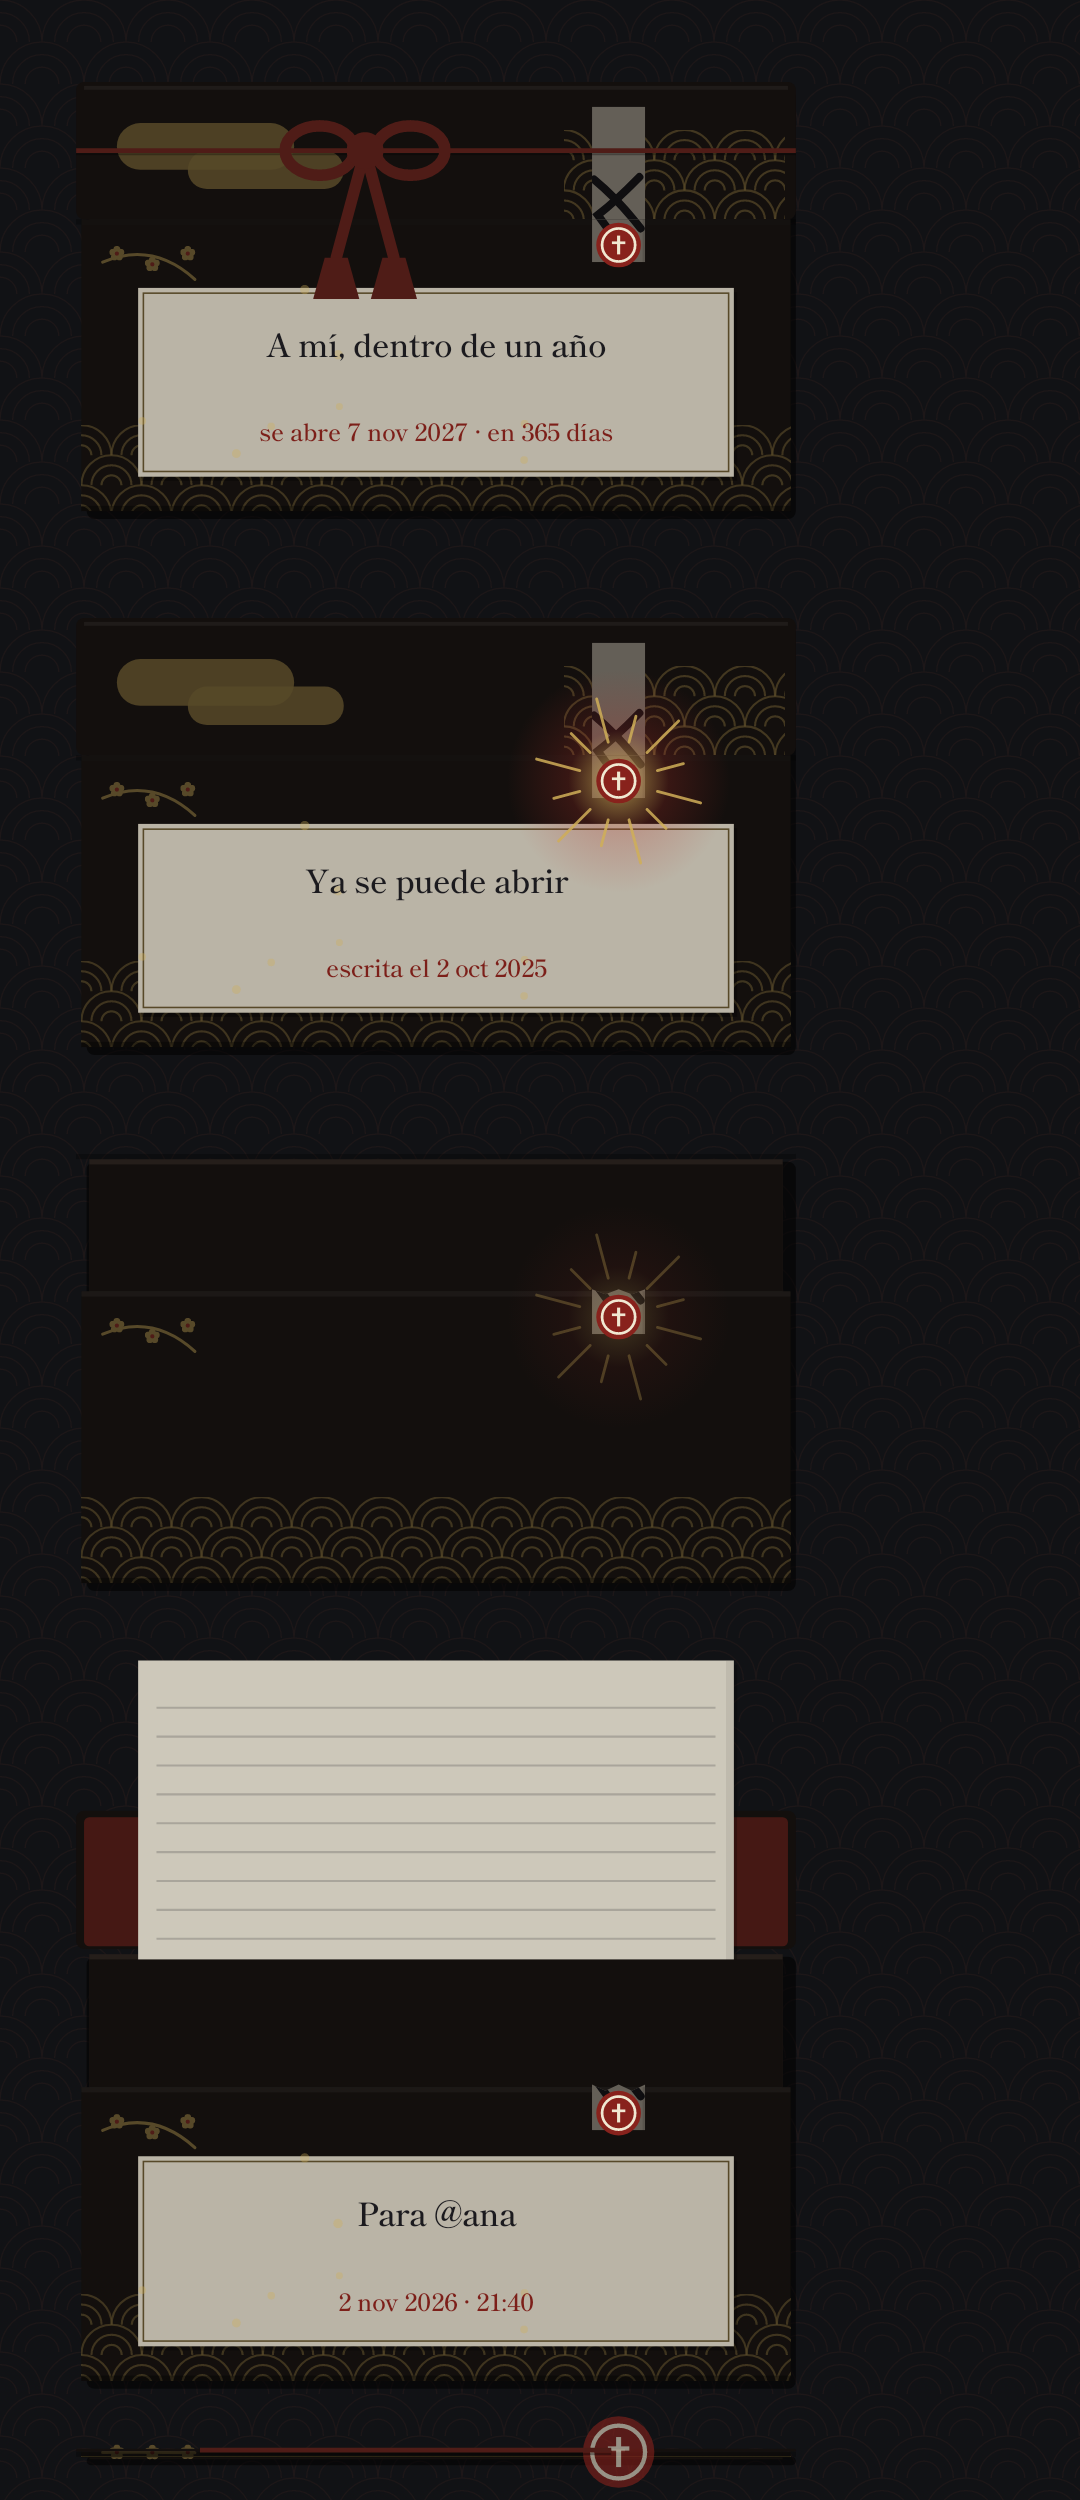 A mí, dentro de un año
se abre 7 nov 2027 · en 365 días
Ya se puede abrir
escrita el 2 oct 2025
Para @ana
2 nov 2026 · 21:40